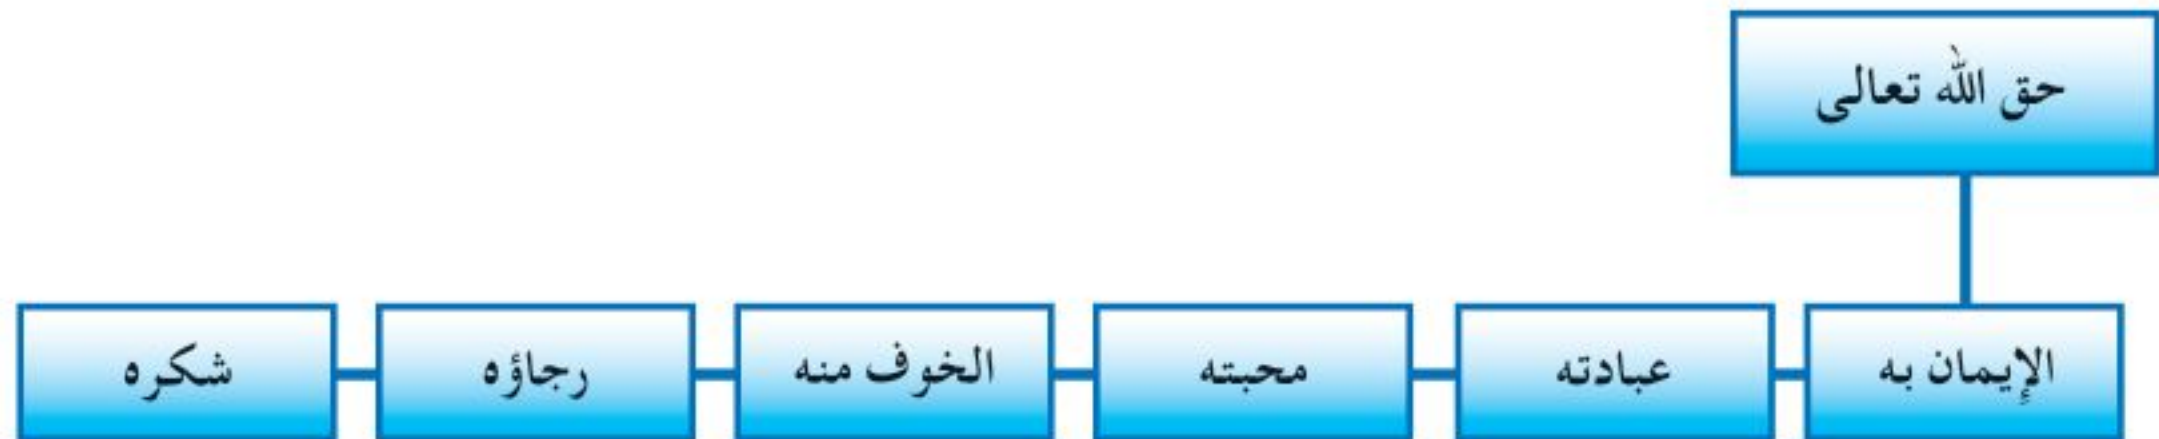 حق الله تعالى
الإيمان به
عبادته
محبته
الخوف منه
رجاؤه
شكره